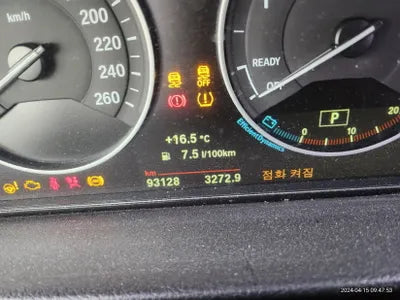 km/h
200
220
240
260
READY
OFF
OFF
P
0
10
20
EfficientDynamics
+16.5 °C
7.5 l/100km
km
93128 3272.9
점화 켜짐
2024-04-15 09:47:53